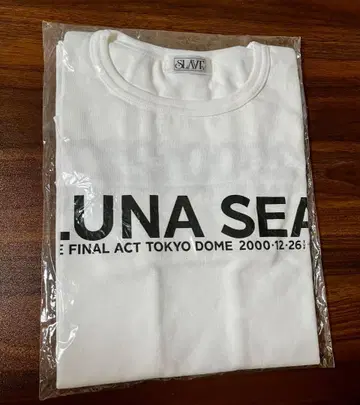 SLAVE
LUNA SEA
E FINAL ACT TOKYO DOME 2000·12·26